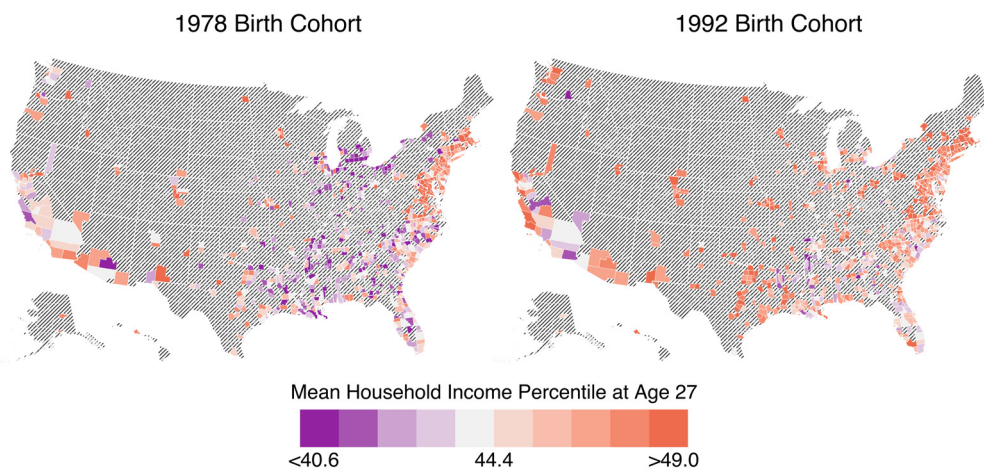 1978 Birth Cohort
1992 Birth Cohort
Mean Household Income Percentile at Age 27
<40.6 44.4 >49.0